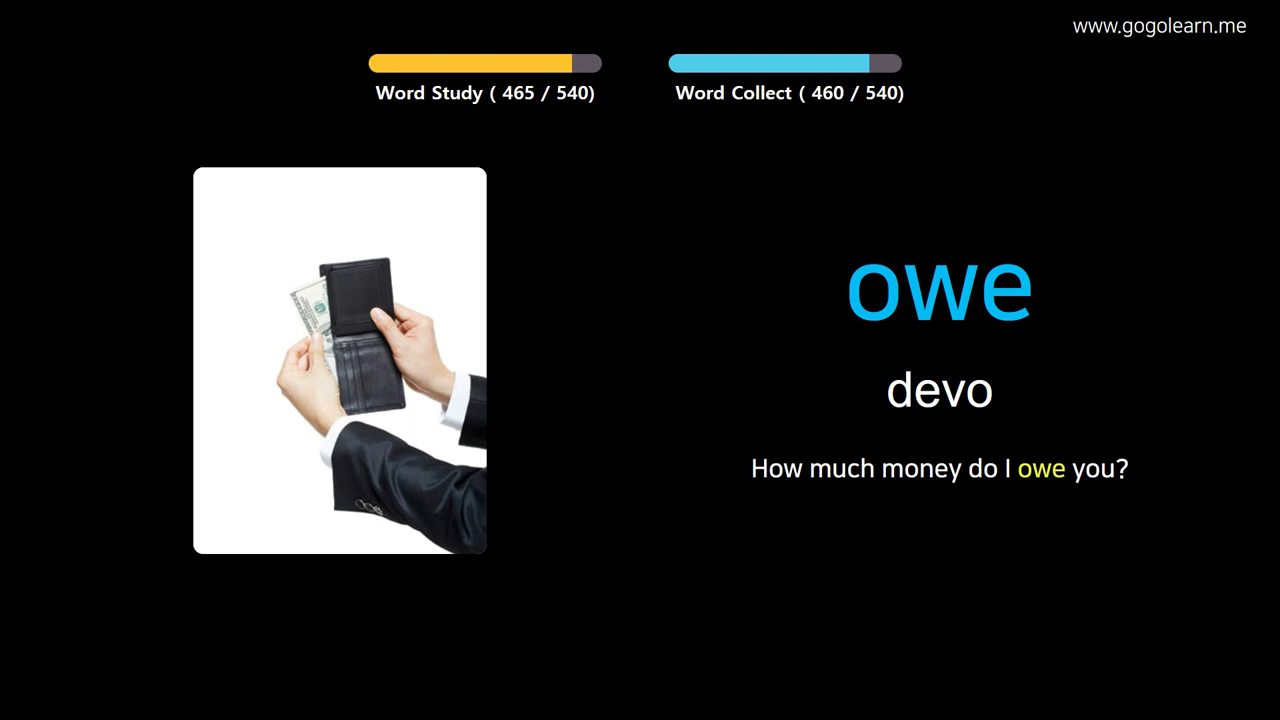 www.gogolearn.me
Word Study ( 465 / 540)
Word Collect ( 460 / 540)
owe
devo
How much money do I owe you?